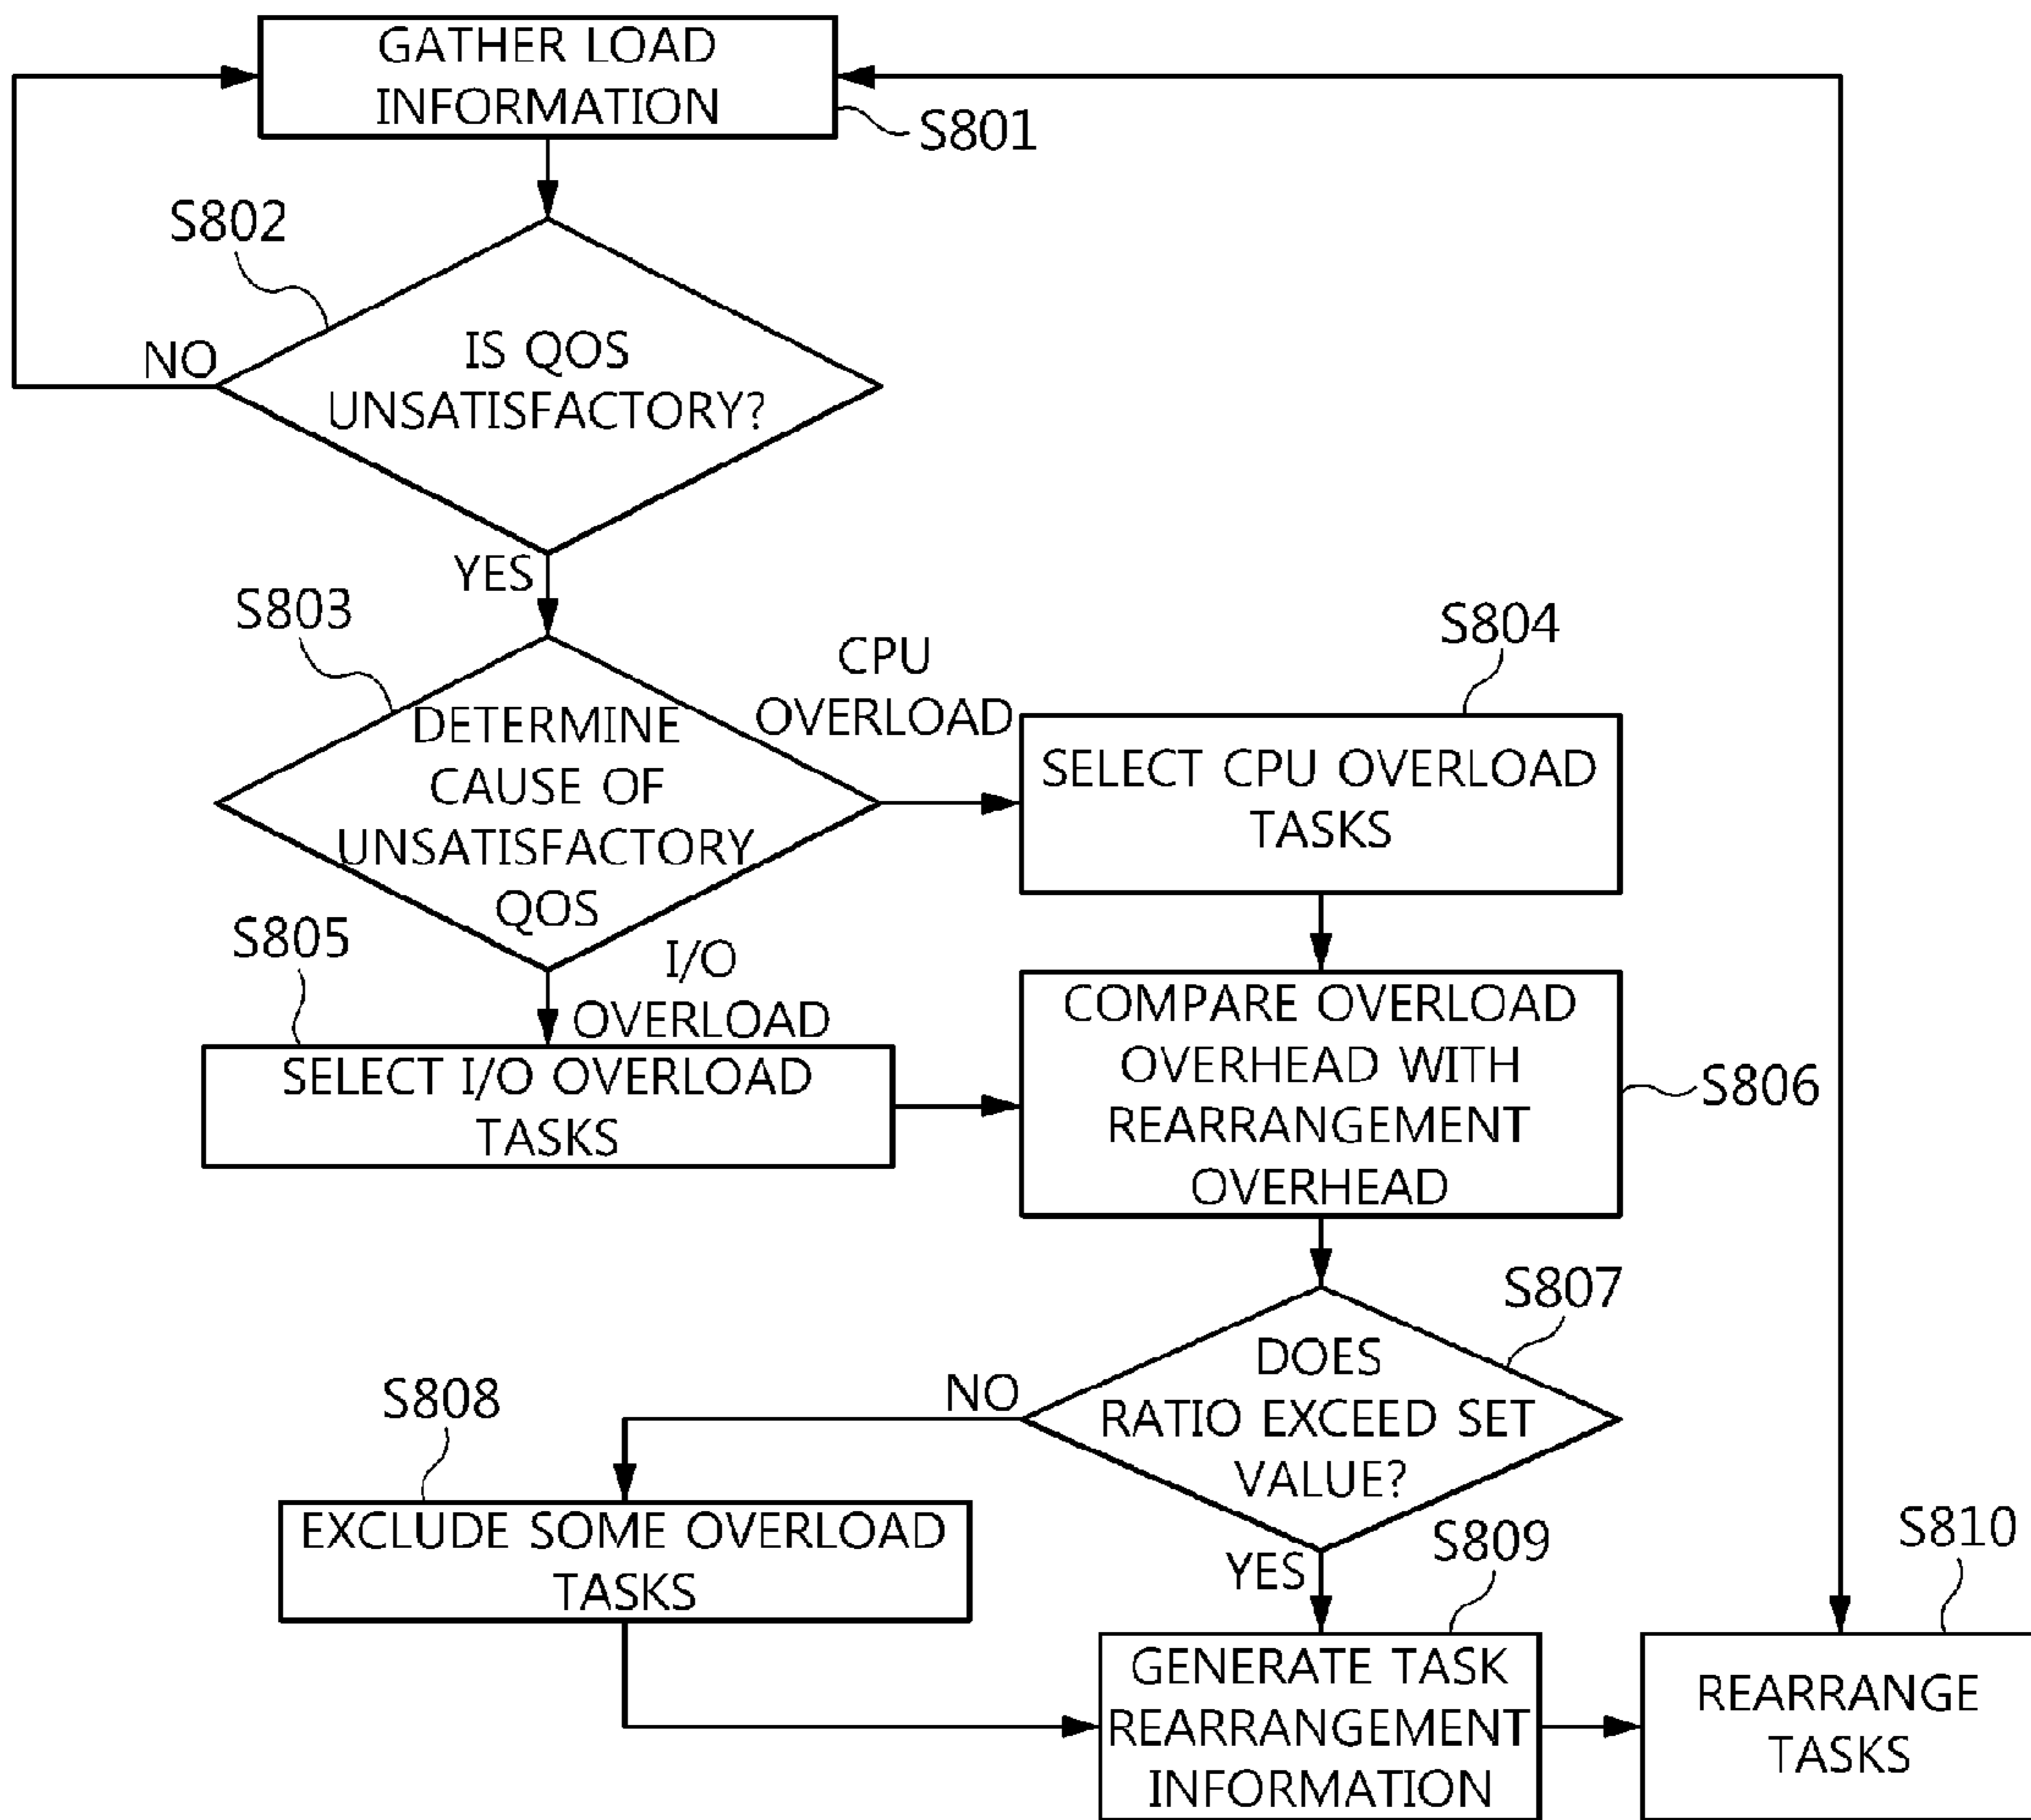 GATHER LOAD
INFORMATION
S801
S802
NO
IS QOS
UNSATISFACTORY?
YES
S803
DETERMINE
CAUSE OF
UNSATISFACTORY
QOS
CPU
OVERLOAD
S804
SELECT CPU OVERLOAD
TASKS
S805
I/O
OVERLOAD
SELECT I/O OVERLOAD
TASKS
COMPARE OVERLOAD
OVERHEAD WITH
REARRANGEMENT
OVERHEAD
S806
S807
DOES
RATIO EXCEED SET
VALUE?
NO
S808
EXCLUDE SOME OVERLOAD
TASKS
YES
S809
GENERATE TASK
REARRANGEMENT
INFORMATION
S810
REARRANGE
TASKS